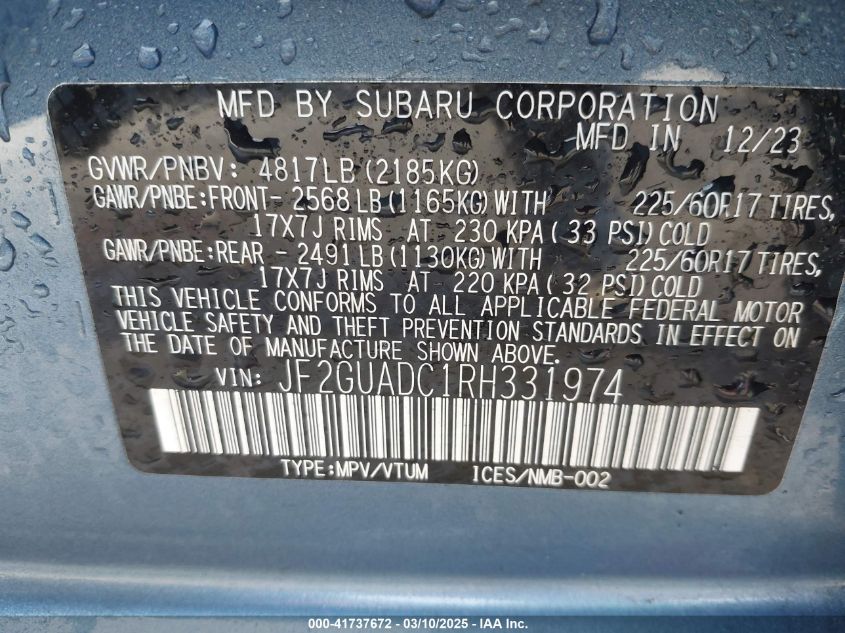 MFD BY SUBARU CORPORATION
MFD IN 12/23
GVWR/PNBV: 4817LB(2185KG)
GAWR/PNBE:FRONT- 2568LB(1165KG)WITH 225/60R17 TIRES,
17X7J RIMS AT 230 KPA(33 PSI)COLD
GAWR/PNBE:REAR - 2491LB(1130KG)WITH 225/60R17 TIRES,
17X7J RIMS AT 220 KPA(32 PSI)COLD
THIS VEHICLE CONFORMS TO ALL APPLICABLE FEDERAL MOTOR
VEHICLE SAFETY AND THEFT PREVENTION STANDARDS IN EFFECT ON
THE DATE OF MANUFACTURE SHOWN ABOVE.
VIN: JF2GUADC1RH331974
TYPE:MPV/VTUM ICES/NMB-002
000-41737672 - 03/10/2025 - IAA Inc.